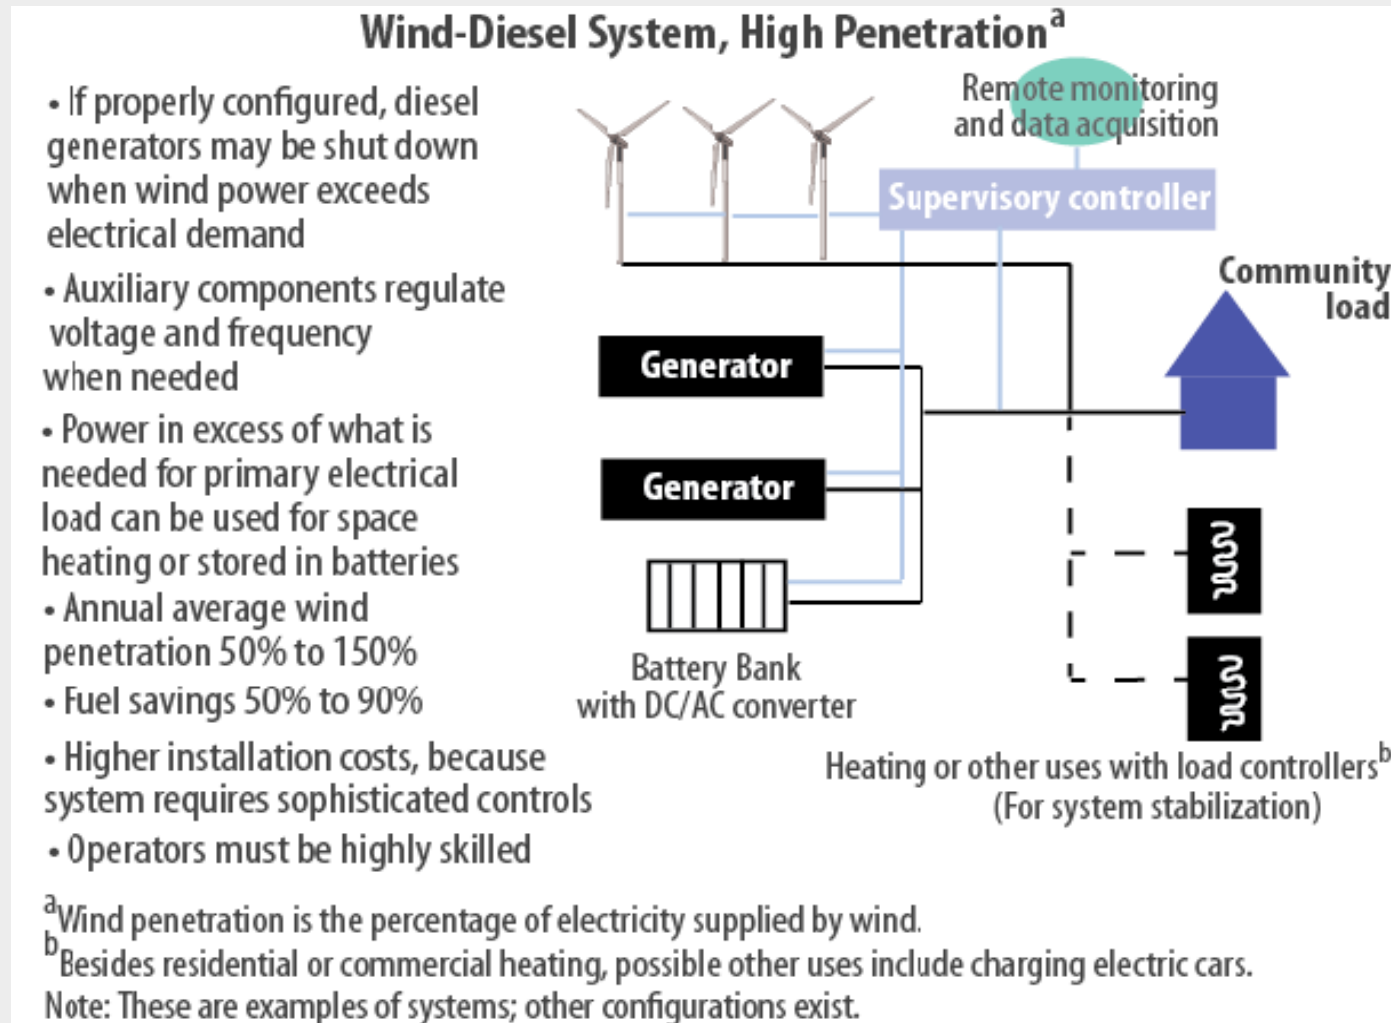 Wind-Diesel System, High Penetrationᵃ
• If properly configured, diesel
generators may be shut down
when wind power exceeds
electrical demand
• Auxiliary components regulate
voltage and frequency
when needed
• Power in excess of what is
needed for primary electrical
load can be used for space
heating or stored in batteries
• Annual average wind
penetration 50% to 150%
• Fuel savings 50% to 90%
• Higher installation costs, because
system requires sophisticated controls
• Operators must be highly skilled
Remote monitoring
and data acquisition
Supervisory controller
Community
load
Generator
Generator
Battery Bank
with DC/AC converter
Heating or other uses with load controllersᵇ
(For system stabilization)
ᵃWind penetration is the percentage of electricity supplied by wind.
ᵇBesides residential or commercial heating, possible other uses include charging electric cars.
Note: These are examples of systems; other configurations exist.